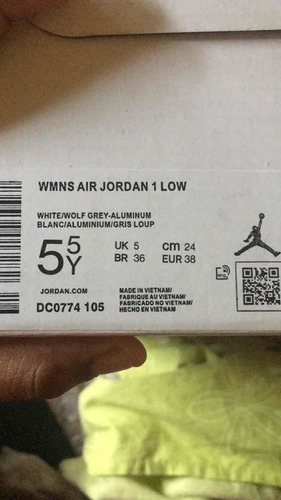 WMNS AIR JORDAN 1 LOW
WHITE/WOLF GREY-ALUMINUM
BLANC/ALUMINIUM/GRIS LOUP
5 5Y UK 5 cm 24
BR 36 EUR 38
JORDAN.COM
DC0774 105
MADE IN VIETNAM/
FABRIQUE AU VIETNAM/
FABRICADO NO VIETNAM/
HECHO EN VIETNAM